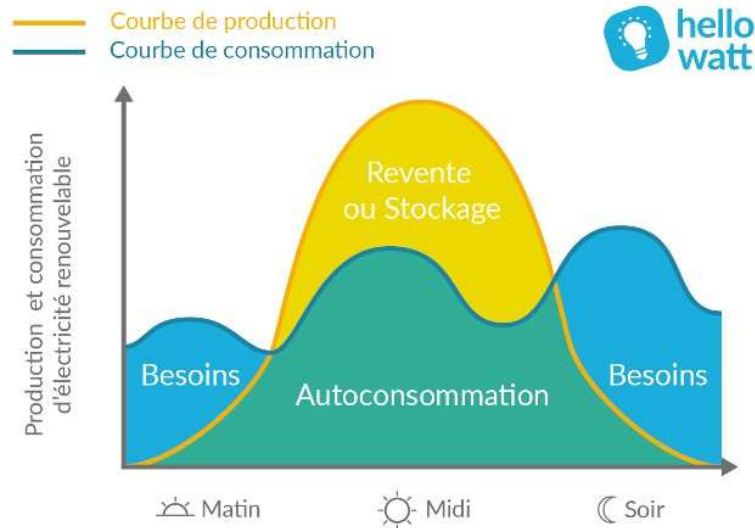 Courbe de production
Courbe de consommation
hello
watt
Production et consommation
d'électricité renouvelable
Revente
ou Stockage
Besoins
Autoconsommation
Besoins
Matin
Midi
Soir